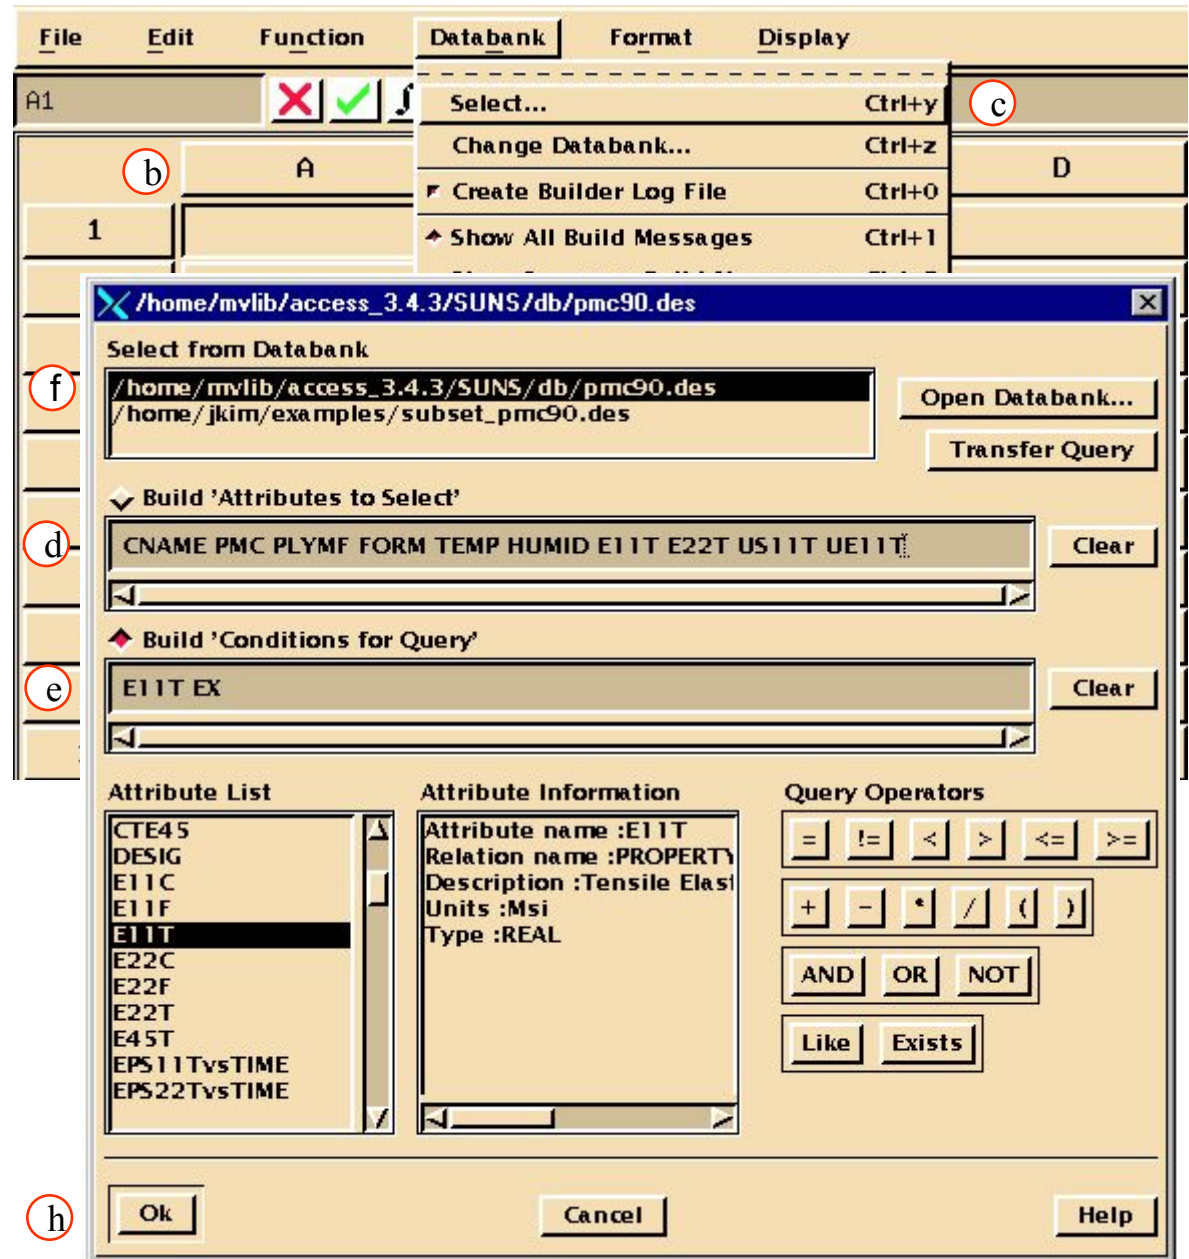 File Edit Function Databank Format Display
A1
Select... Ctrl+y
c
Change Databank... Ctrl+z
b
A
D
Create Builder Log File Ctrl+0
1
Show All Build Messages Ctrl+1
/home/mvlib/access_3.4.3/SUNS/db/pmc90.des
Select from Databank
f
/home/mvlib/access_3.4.3/SUNS/db/pmc90.des
/home/jkim/examples/subset_pmc90.des
Open Databank...
Transfer Query
Build 'Attributes to Select'
d
CNAME PMC PLYMF FORM TEMP HUMID E11T E22T US11T UE11T
Clear
Build 'Conditions for Query'
e
E11T EX
Clear
Attribute List
CTE45
DESIG
E11C
E11F
E11T
E22C
E22F
E22T
E45T
EPS11TvsTIME
EPS22TvsTIME
Attribute Information
Attribute name :E11T
Relation name :PROPERTY
Description :Tensile Elast
Units :Msi
Type :REAL
Query Operators
= != < > <= >=
+ - * / ( )
AND OR NOT
Like Exists
h
Ok Cancel Help